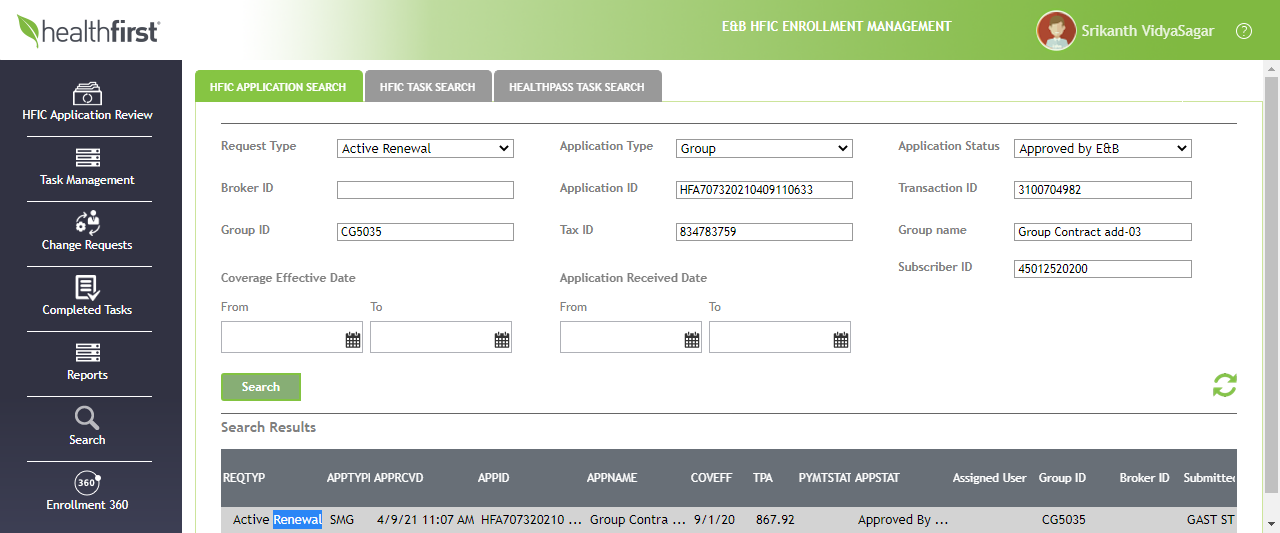 healthfirst
E&B HFIC ENROLLMENT MANAGEMENT
Srikanth VidyaSagar
?
HFIC Application Review
Task Management
Change Requests
Completed Tasks
Reports
Search
360
Enrollment 360
HFIC APPLICATION SEARCH HFIC TASK SEARCH HEALTHPASS TASK SEARCH
Request Type Active Renewal Application Type Group Application Status Approved by E&B
Broker ID Application ID HFA707320210409110633 Transaction ID 3100704982
Group ID CG5035 Tax ID 834783759 Group name Group Contract add-03
Subscriber ID 45012520200
Coverage Effective Date Application Received Date
From To From To
Search
Search Results
REQTYP APPTYPI APPRCVD APPID APPNAME COVEFF TPA PYMTSTAT APPSTAT Assigned User Group ID Broker ID Submitted
Active Renewal SMG 4/9/21 11:07 AM HFA707320210 ... Group Contra ... 9/1/20 867.92 Approved By ... CG5035 GAST ST